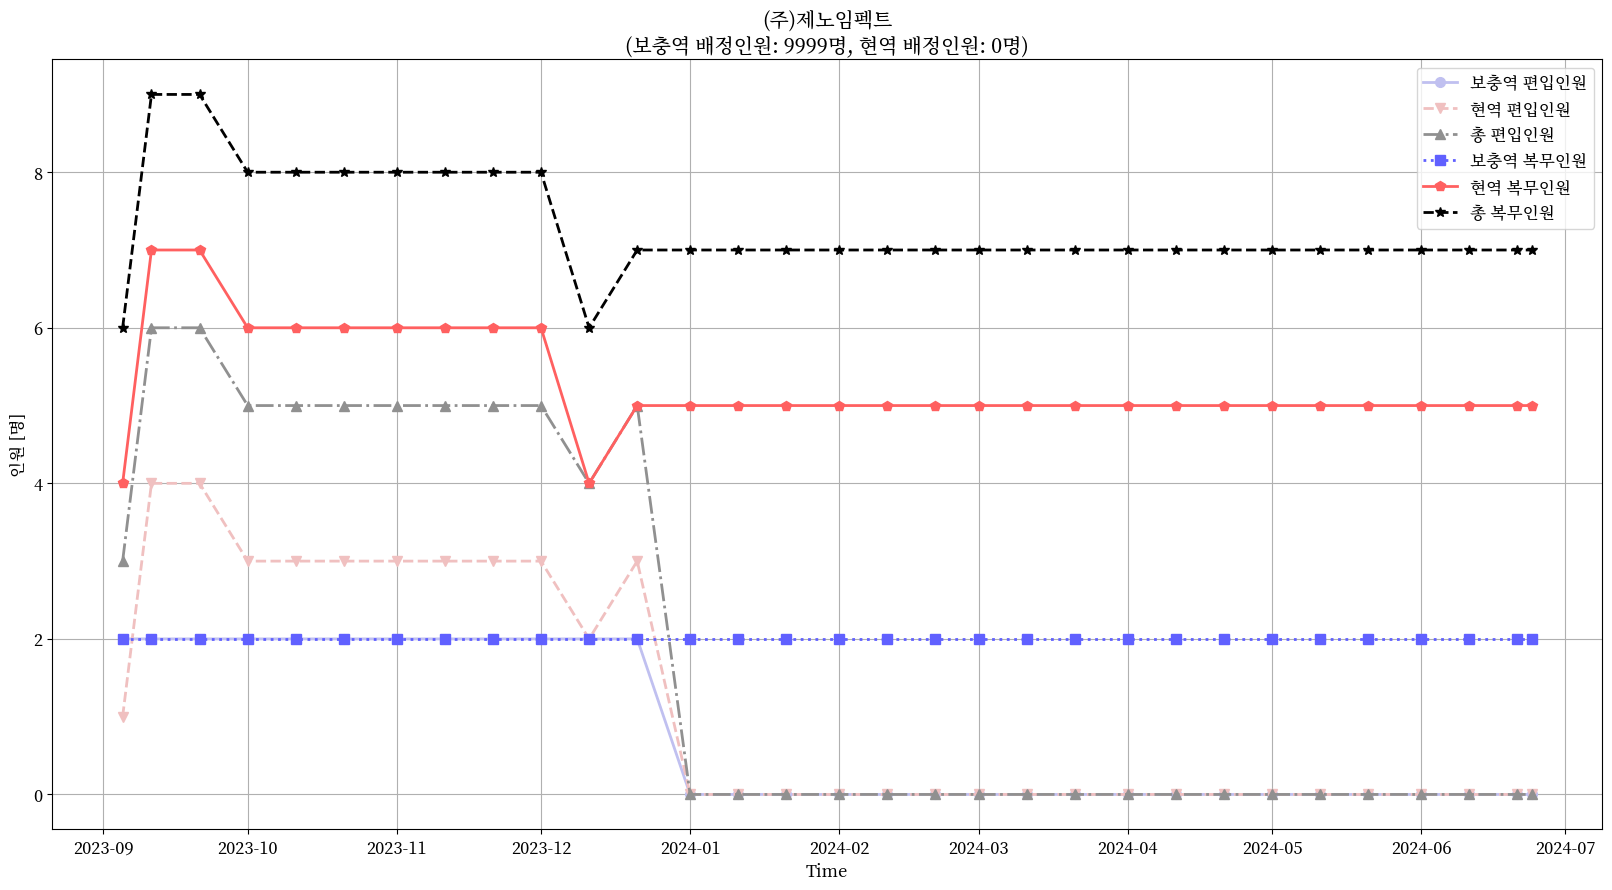 (주)제노임펙트
(보충역 배정인원: 9999명, 현역 배정인원: 0명)
보충역 편입인원
현역 편입인원
총 편입인원
보충역 복무인원
현역 복무인원
총 복무인원
인원 [명]
8
6
4
2
0
2023-09 2023-10 2023-11 2023-12 2024-01 2024-02 2024-03 2024-04 2024-05 2024-06 2024-07
Time